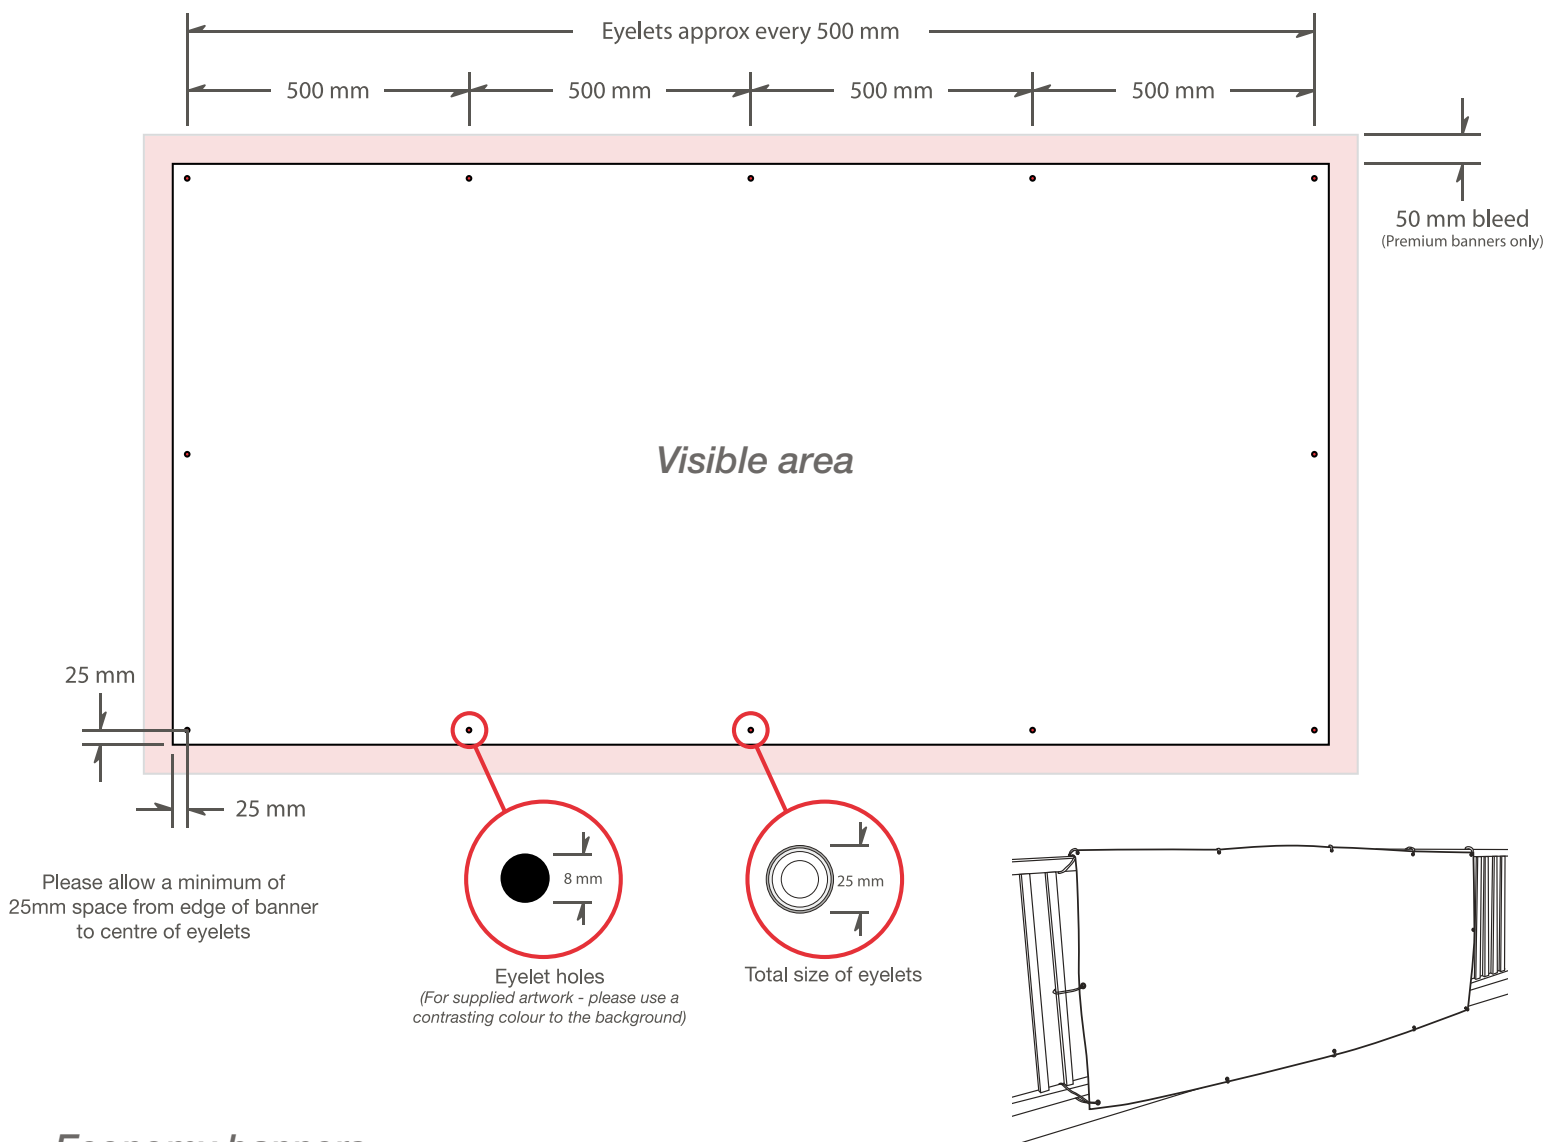 Eyelets approx every 500 mm
500 mm
500 mm
500 mm
500 mm
50 mm bleed
(Premium banners only)
Visible area
25 mm
25 mm
Please allow a minimum of
25mm space from edge of banner
to centre of eyelets
8 mm
25 mm
Eyelet holes
(For supplied artwork - please use a
contrasting colour to the background)
Total size of eyelets
Economy banners